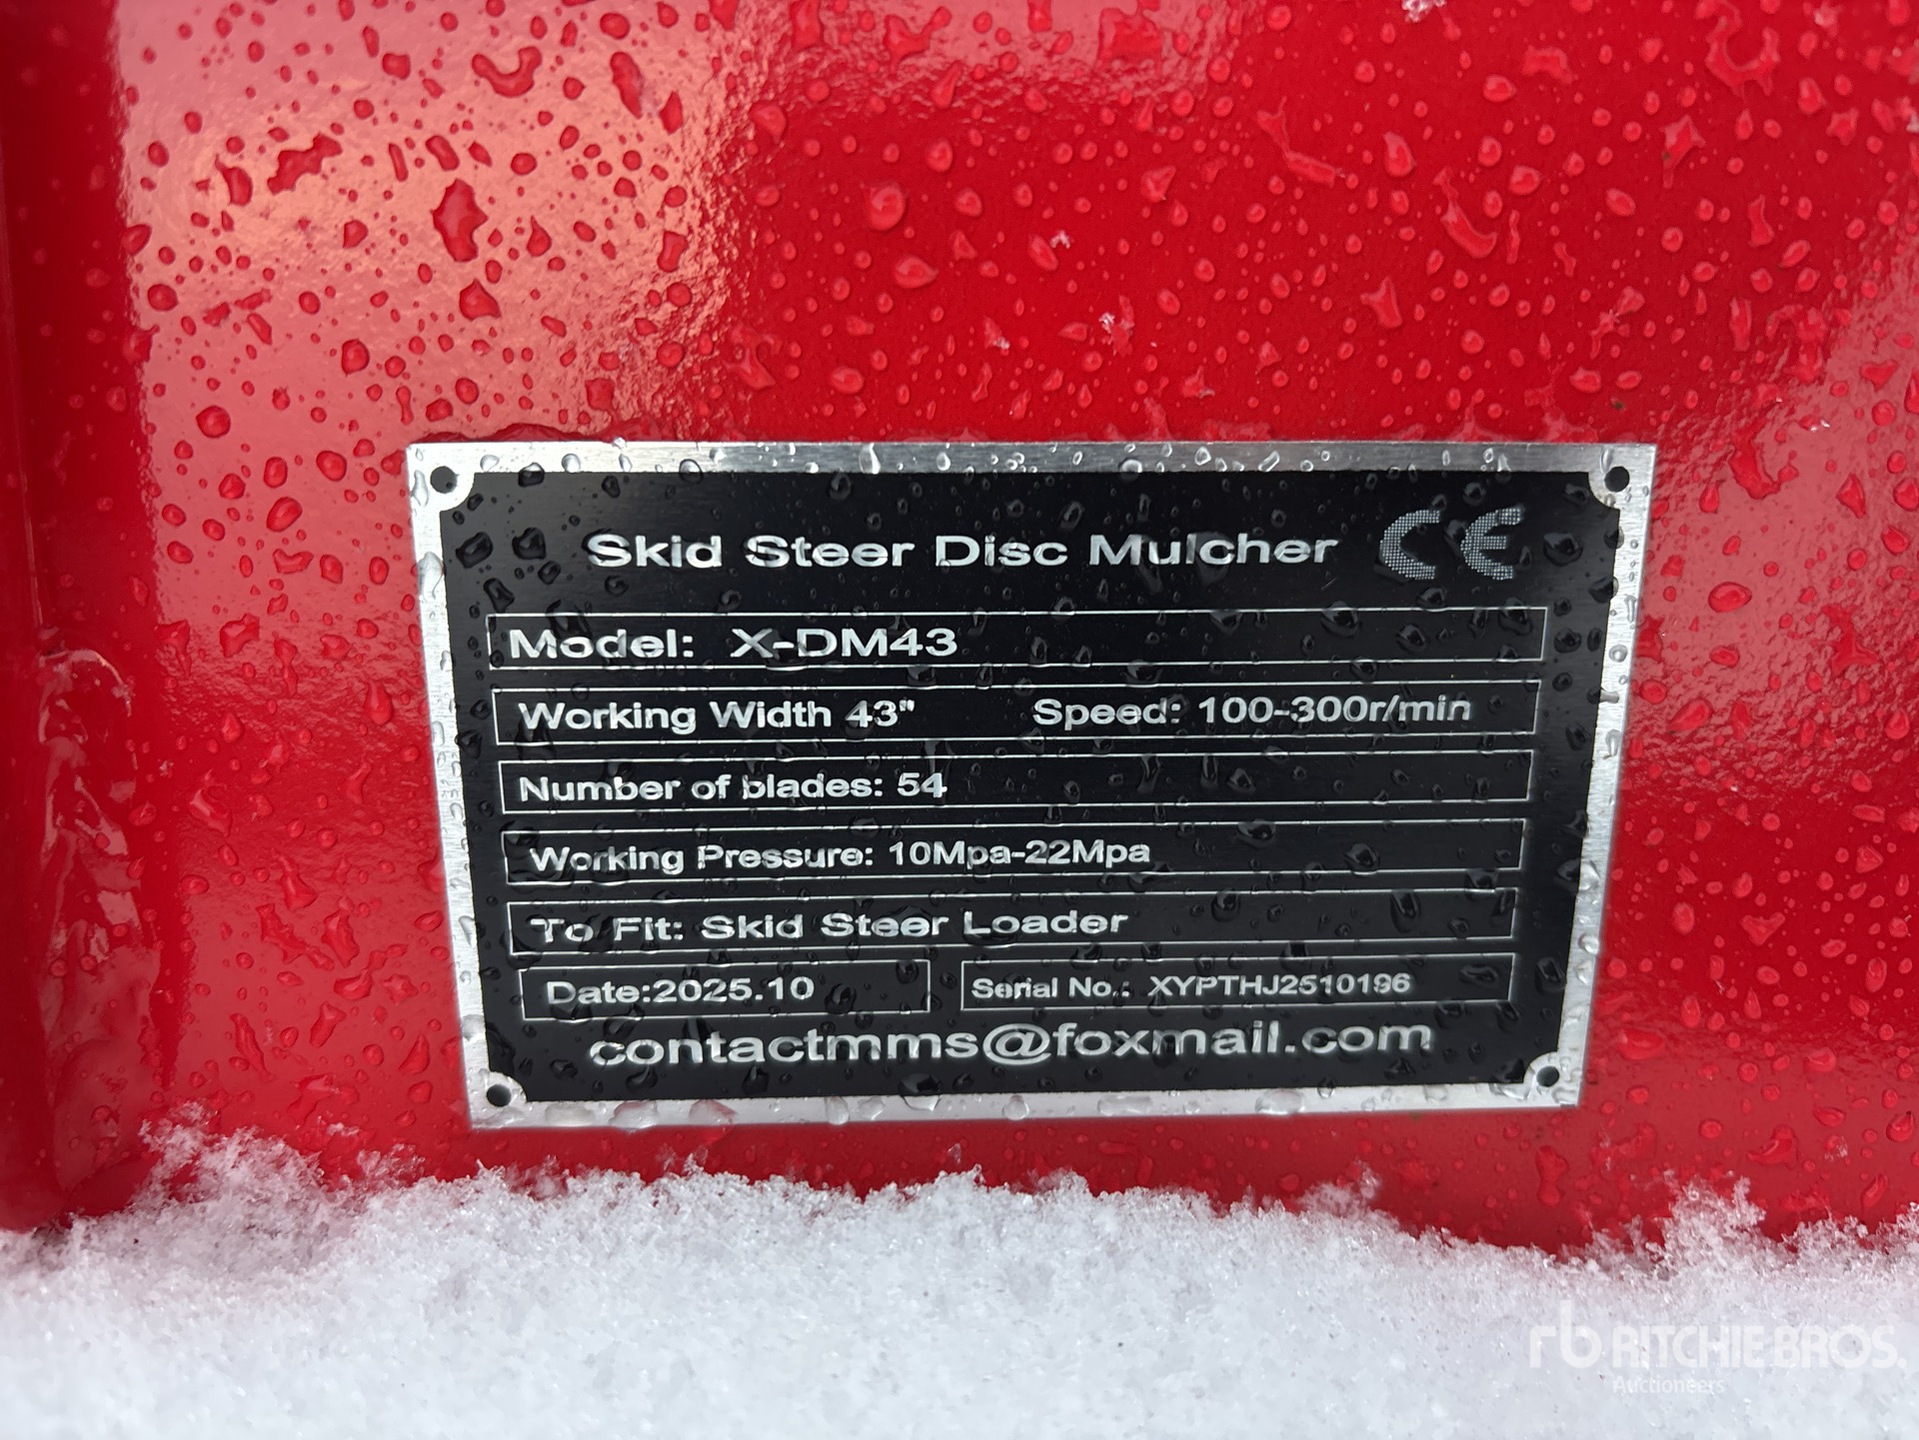 Skid Steer Disc Mulcher CE
Model: X-DM43
Working Width 43" Speed: 100-300r/min
Number of blades: 54
Working Pressure: 10Mpa-22Mpa
To Fit: Skid Steer Loader
Date:2025.10 Serial No.: XYPTHJ2510196
contactmms@foxmail.com
rb RITCHIE BROS.
Auctioneers